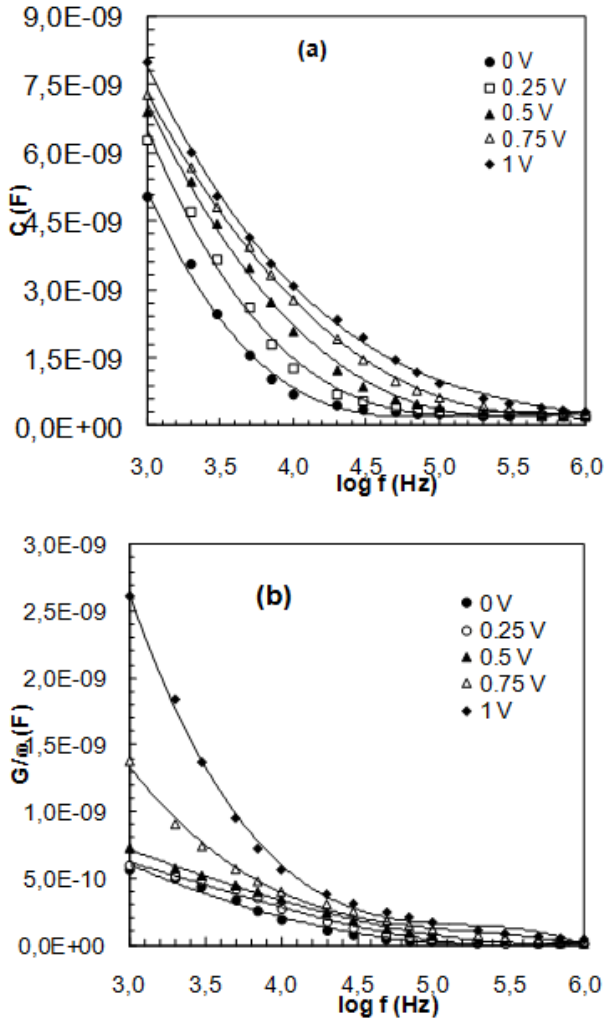 9,0E-09
7,5E-09
6,0E-09
4,5E-09
3,0E-09
1,5E-09
0,0E+00
C (F)
(a)
0 V
0.25 V
0.5 V
0.75 V
1 V
3,0 3,5 4,0 4,5 5,0 5,5 6,0
log f (Hz)
3,0E-09
2,5E-09
2,0E-09
1,5E-09
1,0E-09
5,0E-10
0,0E+00
G/ω (F)
(b)
0 V
0.25 V
0.5 V
0.75 V
1 V
3,0 3,5 4,0 4,5 5,0 5,5 6,0
log f (Hz)